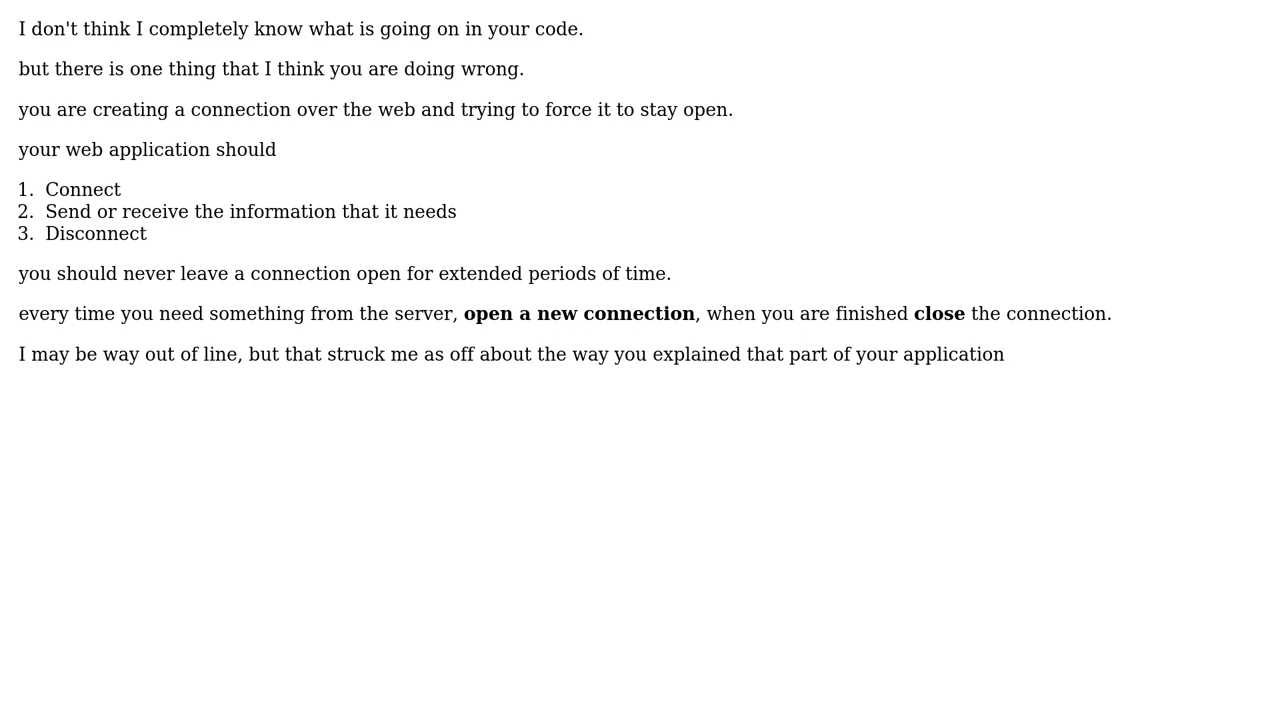 I don't think I completely know what is going on in your code.
but there is one thing that I think you are doing wrong.
you are creating a connection over the web and trying to force it to stay open.
your web application should
1. Connect
2. Send or receive the information that it needs
3. Disconnect
you should never leave a connection open for extended periods of time.
every time you need something from the server, open a new connection, when you are finished close the connection.
I may be way out of line, but that struck me as off about the way you explained that part of your application